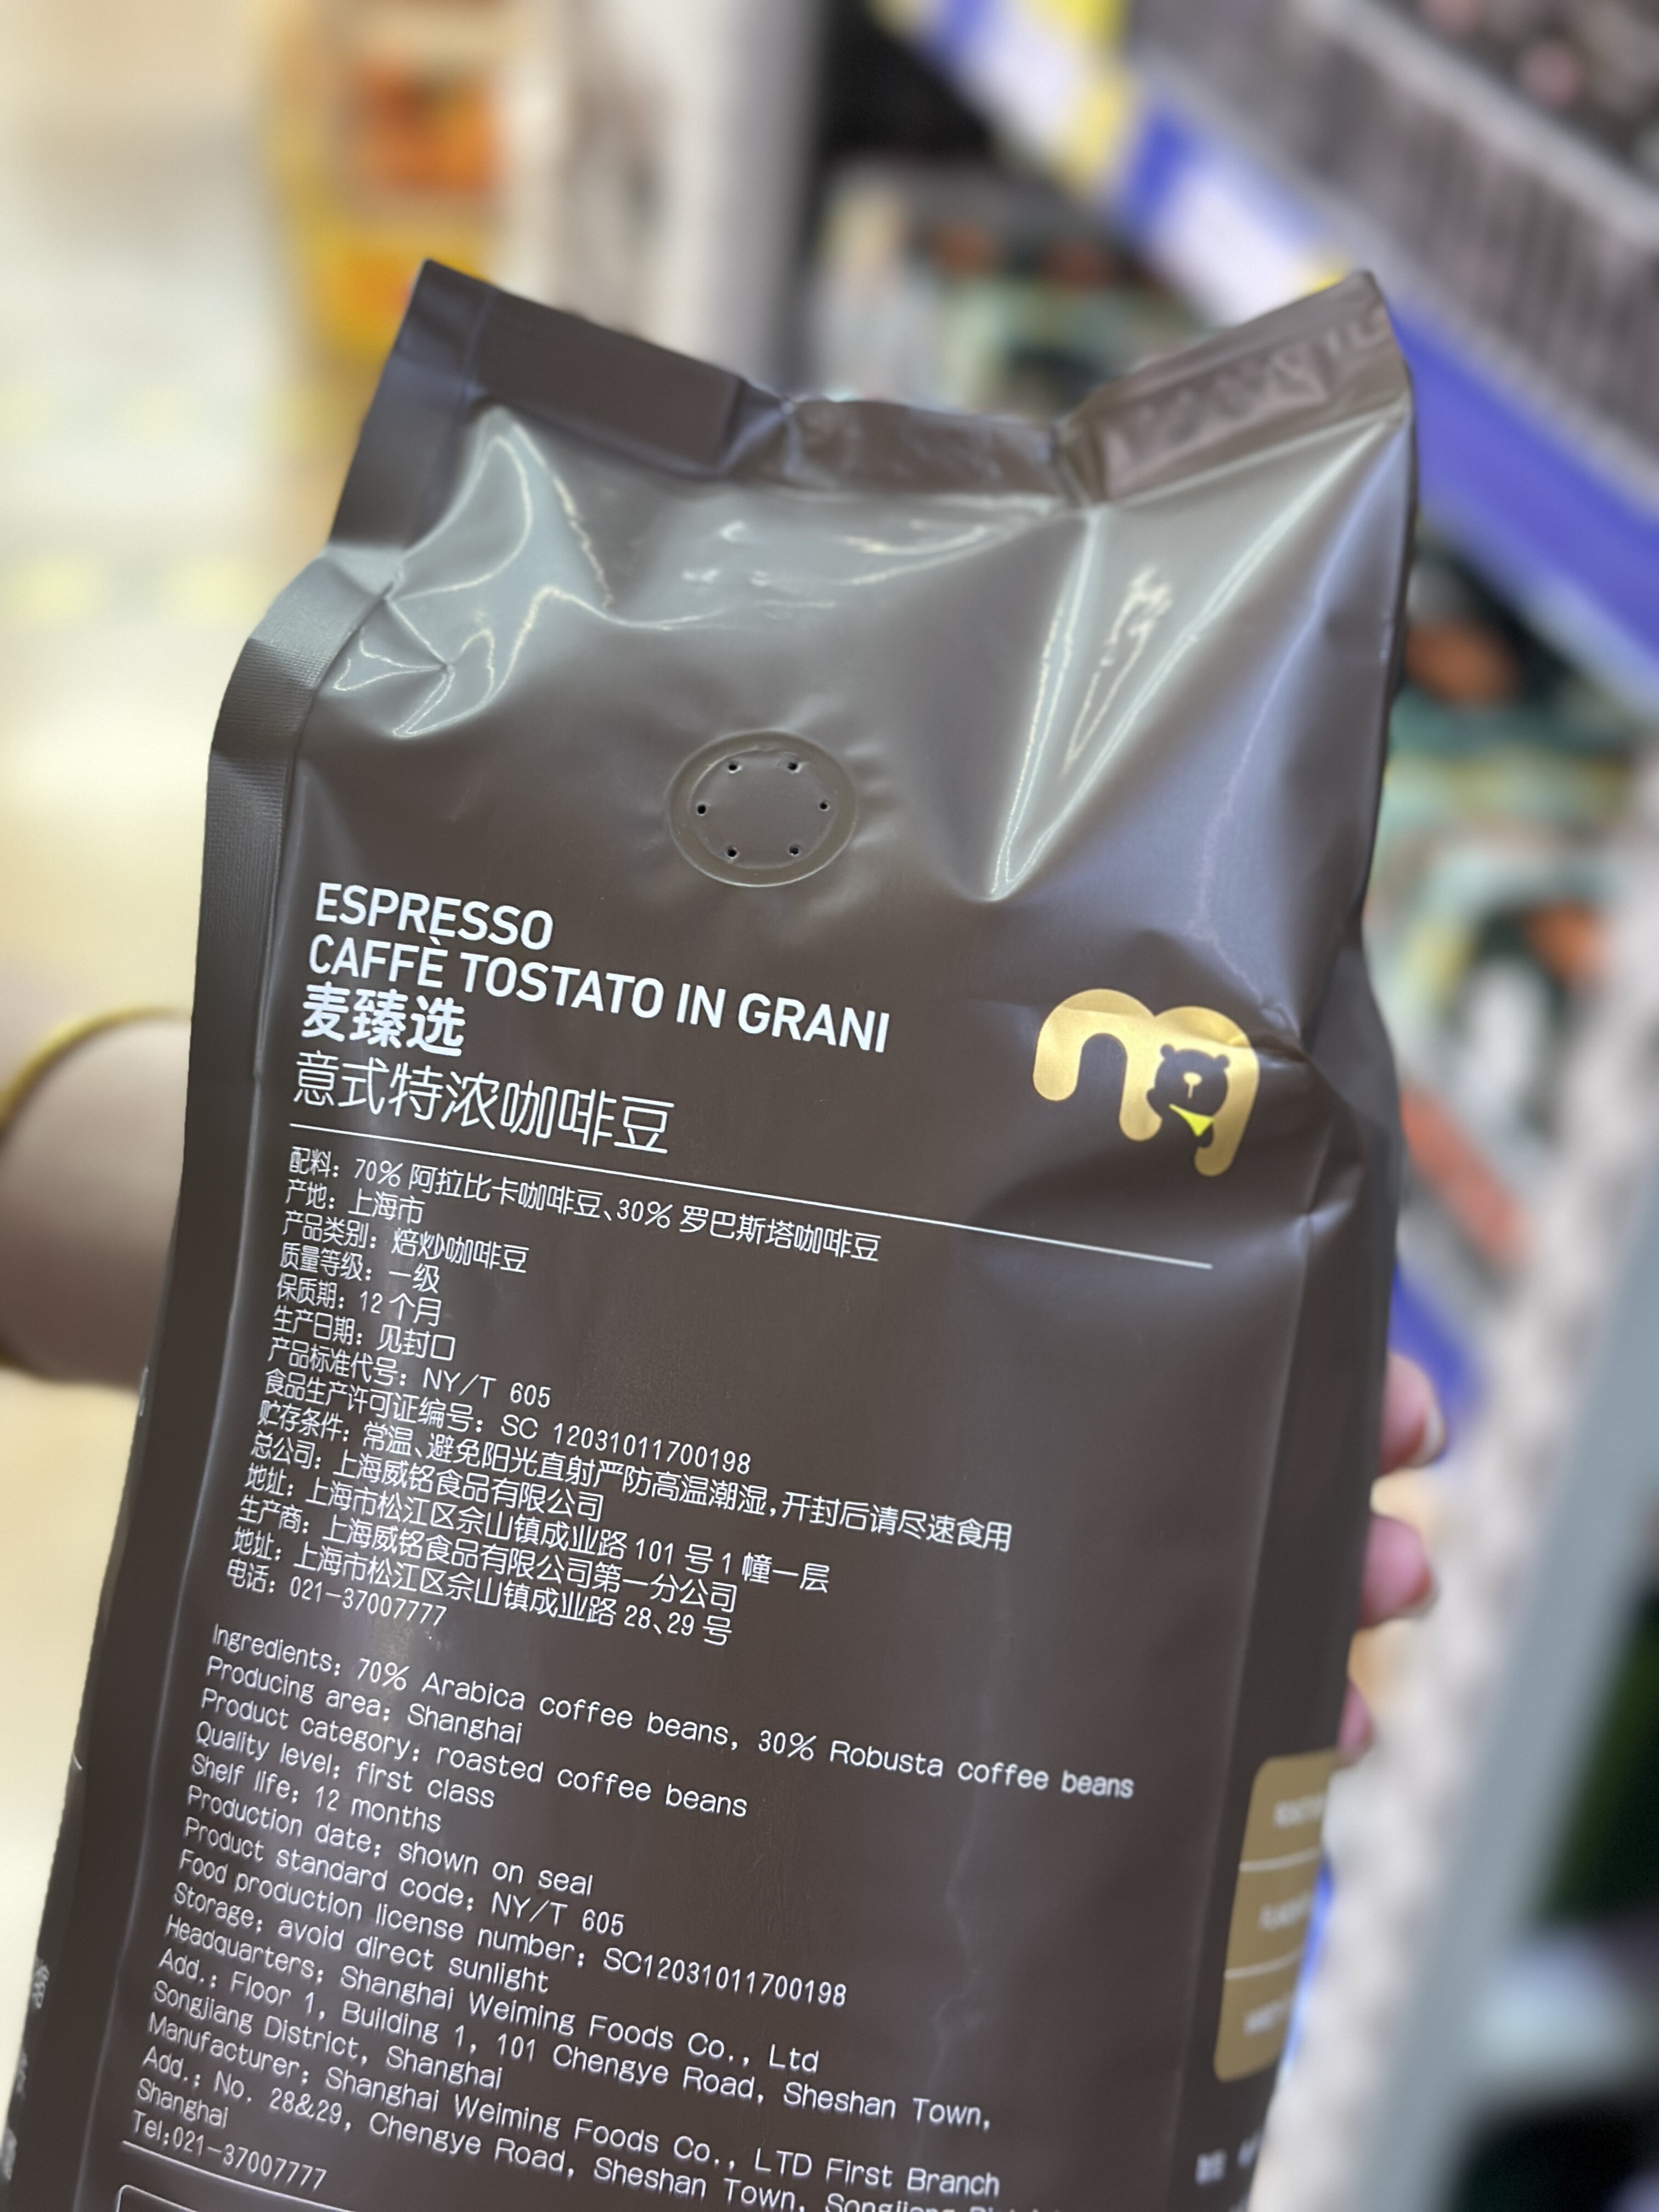 ESPRESSO
CAFFÈ TOSTATO IN GRANI
麦臻选
意式特浓咖啡豆
配料：70% 阿拉比卡咖啡豆、30% 罗巴斯塔咖啡豆
产地：上海市
产品类别：焙炒咖啡豆
质量等级：一级
保质期：12 个月
生产日期：见封口
产品标准代号：NY/T 605
食品生产许可证编号：SC 12031011700198
贮存条件：常温、避免阳光直射严防高温潮湿，开封后请尽速食用
总公司：上海威铭食品有限公司
地址：上海市松江区佘山镇成业路 101 号 1 幢一层
生产商：上海威铭食品有限公司第一分公司
地址：上海市松江区佘山镇成业路 28、29 号
电话：021-37007777
Ingredients: 70% Arabica coffee beans, 30% Robusta coffee beans
Producing area: Shanghai
Product category: roasted coffee beans
Quality level: first class
Shelf life: 12 months
Production date: shown on seal
Product standard code: NY/T 605
Food production license number: SC12031011700198
Storage: avoid direct sunlight
Headquarters: Shanghai Weiming Foods Co., Ltd
Add.: Floor 1, Building 1, 101 Chengye Road, Sheshan Town,
Songjiang District, Shanghai
Manufacturer: Shanghai Weiming Foods Co., LTD First Branch
Add.: No. 28&29, Chengye Road, Sheshan Town, Songjiang
Shanghai
Tel:021-37007777